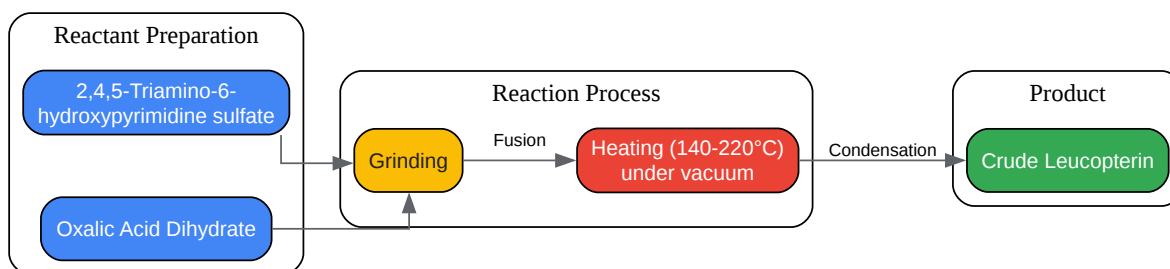 Reactant Preparation
2,4,5-Triamino-6-
hydroxypyrimidine sulfate
Oxalic Acid Dihydrate
Reaction Process
Grinding
Fusion
Heating (140-220°C)
under vacuum
Condensation
Product
Crude Leucopterin